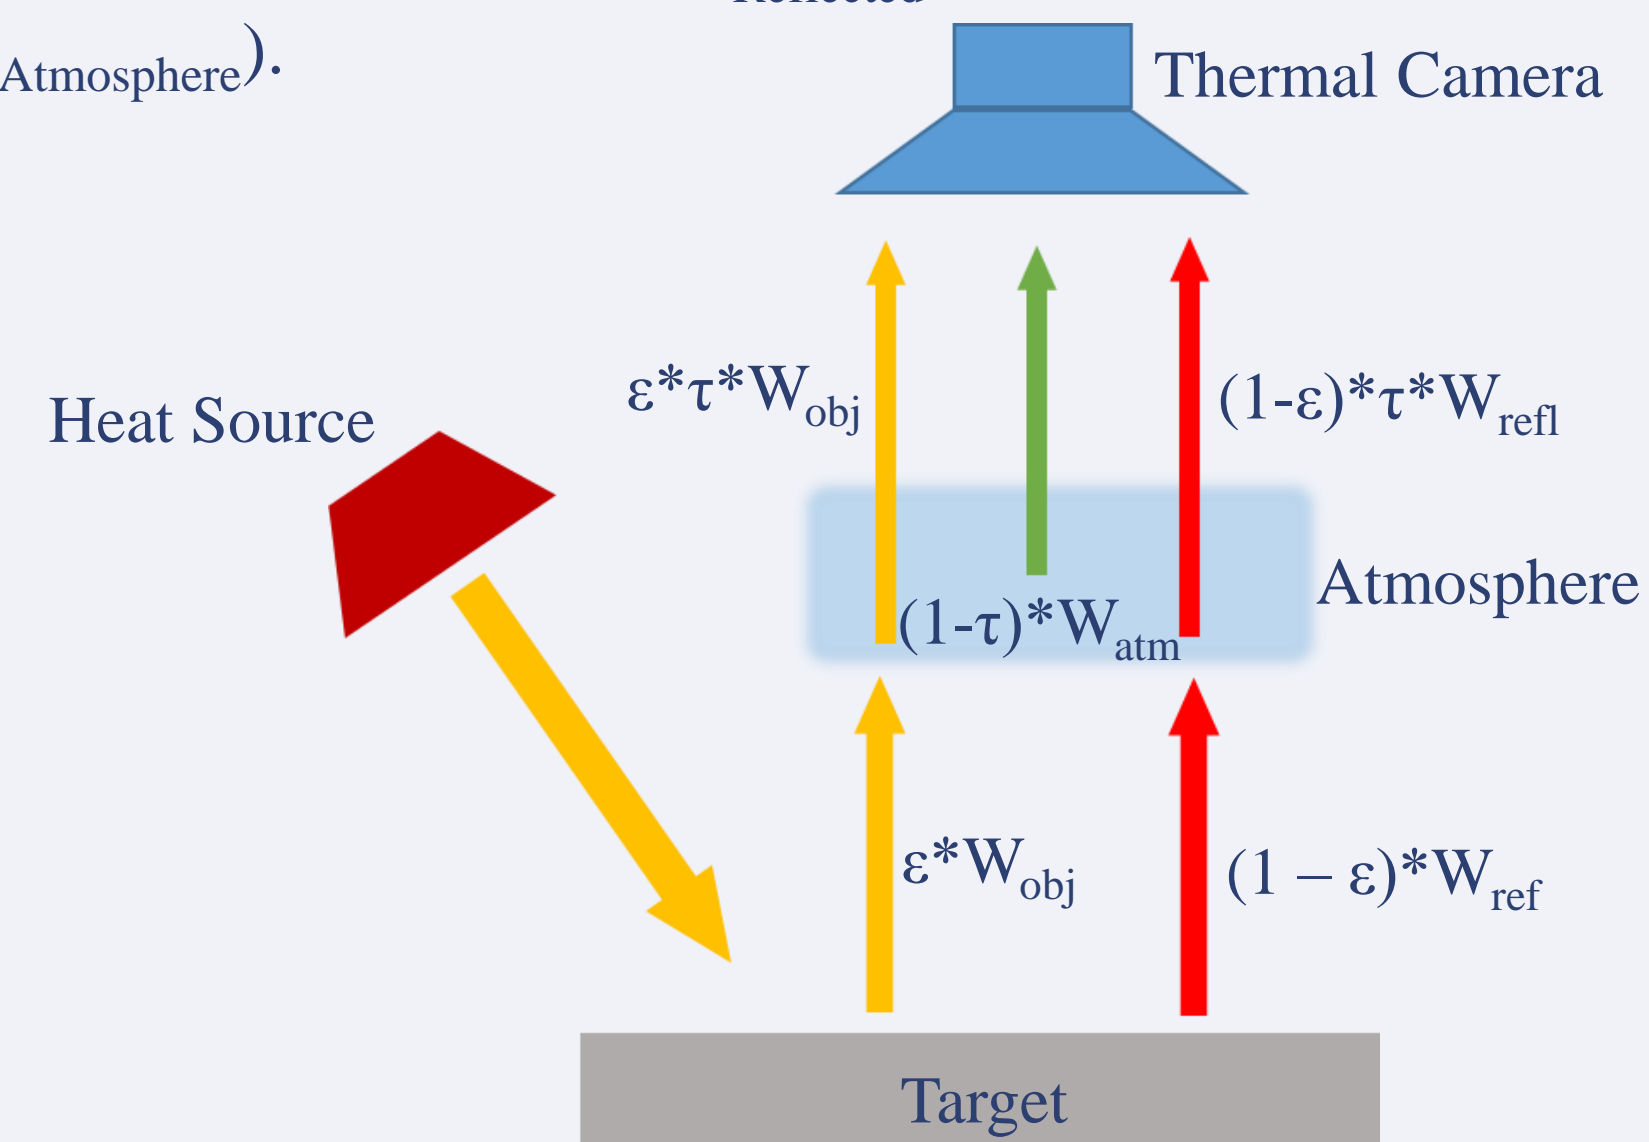 Atmosphere).
Thermal Camera
ε*τ*Wobj
(1-ε)*τ*Wrefl
Heat Source
Atmosphere
(1-τ)*Watm
ε*Wobj
(1 – ε)*Wref
Target